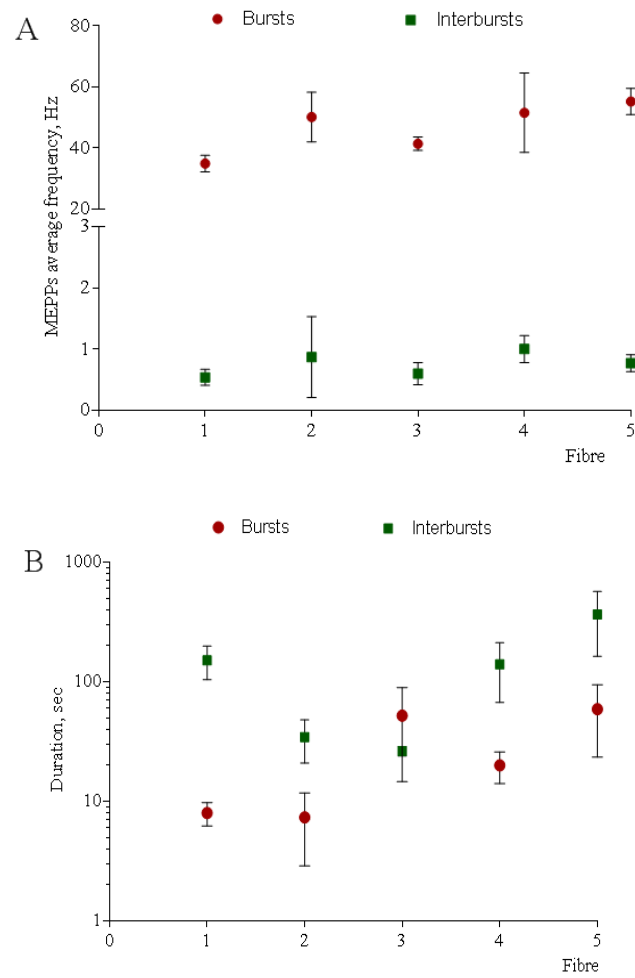 A
Bursts Interbursts
MEPPs average frequency, Hz
80
60
40
20
3
2
1
0
0 1 2 3 4 5
Fibre
B
Bursts Interbursts
Duration, sec
1000
100
10
1
0 1 2 3 4 5
Fibre